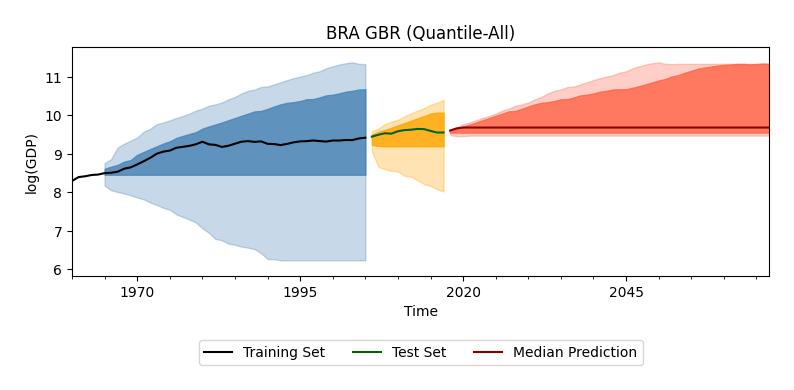 BRA GBR (Quantile-All)
log(GDP)
11
10
9
8
7
6
1970 1995 2020 2045
Time
Training Set Test Set Median Prediction